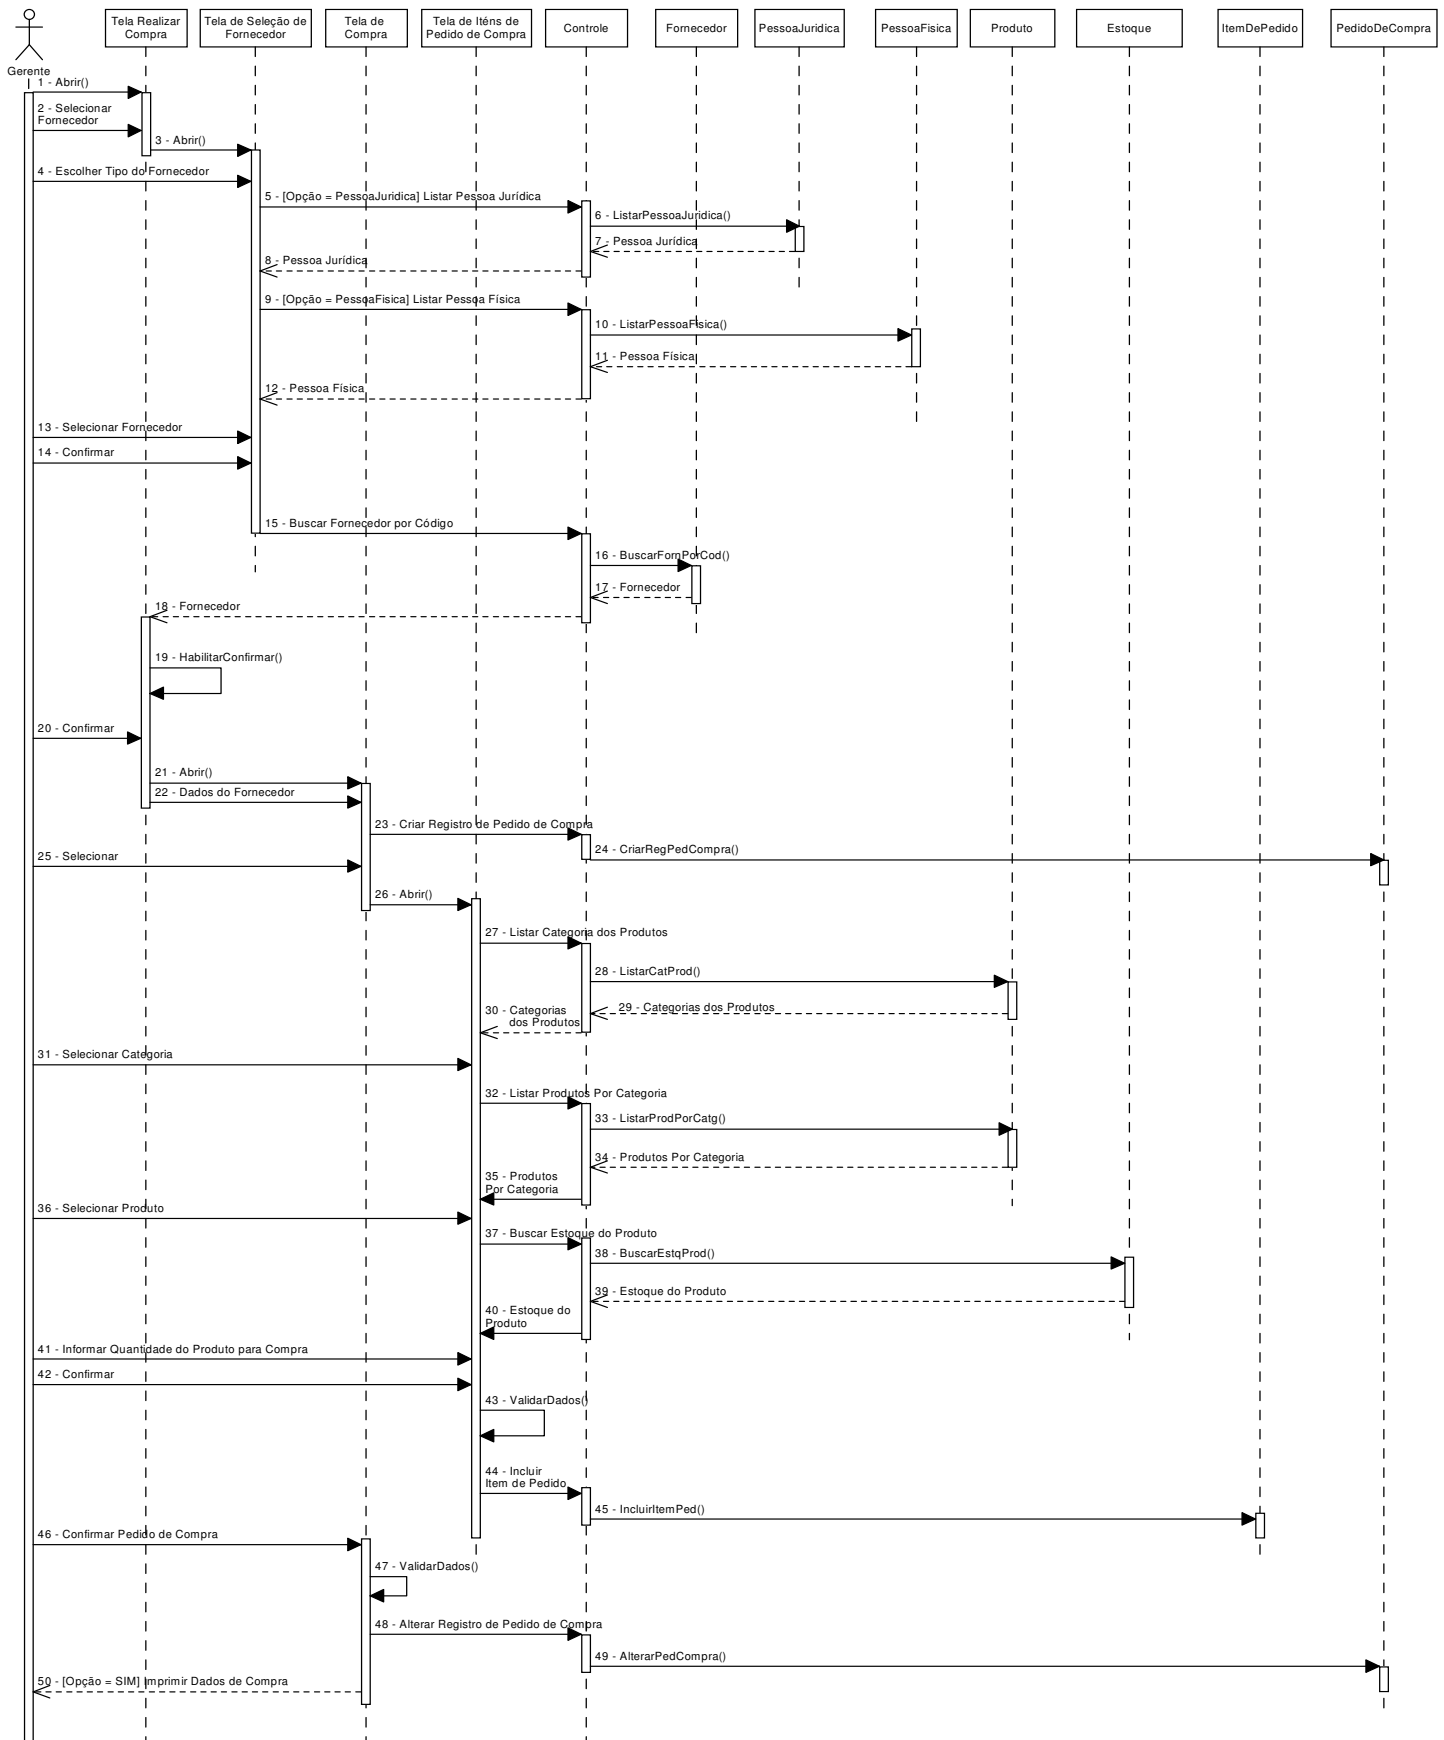 Tela Realizar
Compra
Tela de Seleção de
Fornecedor
Tela de
Compra
Tela de Iténs de
Pedido de Compra
Controle
Fornecedor
PessoaJuridica
PessoaFisica
Produto
Estoque
ItemDePedido
PedidoDeCompra
Gerente
1 - Abrir()
2 - Selecionar
Fornecedor
3 - Abrir()
4 - Escolher Tipo do Fornecedor
5 - [Opção = PessoaJuridica] Listar Pessoa Jurídica
6 - ListarPessoaJuridica()
7 - Pessoa Jurídica
8 - Pessoa Jurídica
9 - [Opção = PessoaFisica] Listar Pessoa Física
10 - ListarPessoaFisica()
11 - Pessoa Física
12 - Pessoa Física
13 - Selecionar Fornecedor
14 - Confirmar
15 - Buscar Fornecedor por Código
16 - BuscarFornPorCod()
17 - Fornecedor
18 - Fornecedor
19 - HabilitarConfirmar()
20 - Confirmar
21 - Abrir()
22 - Dados do Fornecedor
23 - Criar Registro de Pedido de Compra
24 - CriarRegPedCompra()
25 - Selecionar
26 - Abrir()
27 - Listar Categoria dos Produtos
28 - ListarCatProd()
29 - Categorias dos Produtos
30 - Categorias
dos Produtos
31 - Selecionar Categoria
32 - Listar Produtos Por Categoria
33 - ListarProdPorCatg()
34 - Produtos Por Categoria
35 - Produtos
Por Categoria
36 - Selecionar Produto
37 - Buscar Estoque do Produto
38 - BuscarEstqProd()
39 - Estoque do Produto
40 - Estoque do
Produto
41 - Informar Quantidade do Produto para Compra
42 - Confirmar
43 - ValidarDados()
44 - Incluir
Item de Pedido
45 - IncluirItemPed()
46 - Confirmar Pedido de Compra
47 - ValidarDados()
48 - Alterar Registro de Pedido de Compra
49 - AlterarPedCompra()
50 - [Opção = SIM] Imprimir Dados de Compra